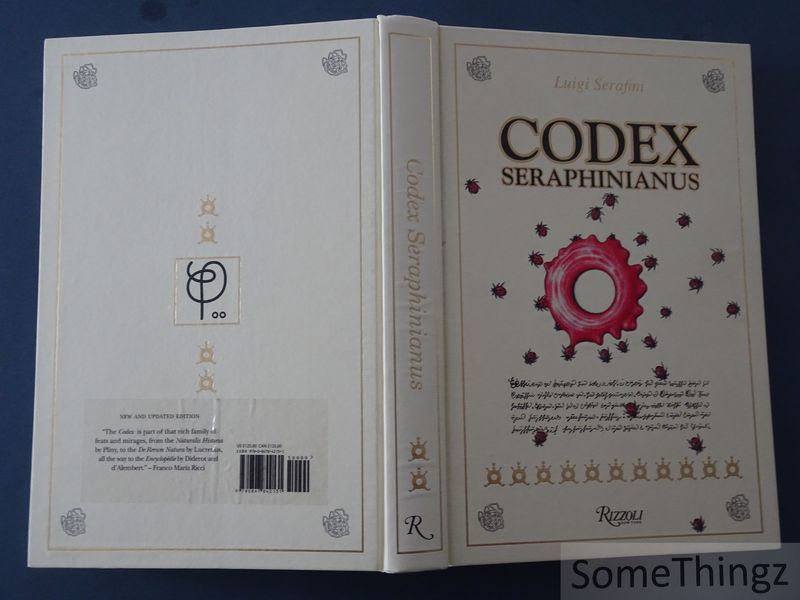 Luigi Serafini
CODEX
SERAPHINIANUS
RIZZOLI
NEW YORK
Codex Seraphinianus
R
NEW AND UPDATED EDITION
"The Codex is part of that rich family of
feats and mirages, from the Naturalis Historia
by Pliny, to the De Rerum Natura by Lucretius,
all the way to the Encyclopédie by Diderot and
d'Alembert." – Franco Maria Ricci
SomeThingz